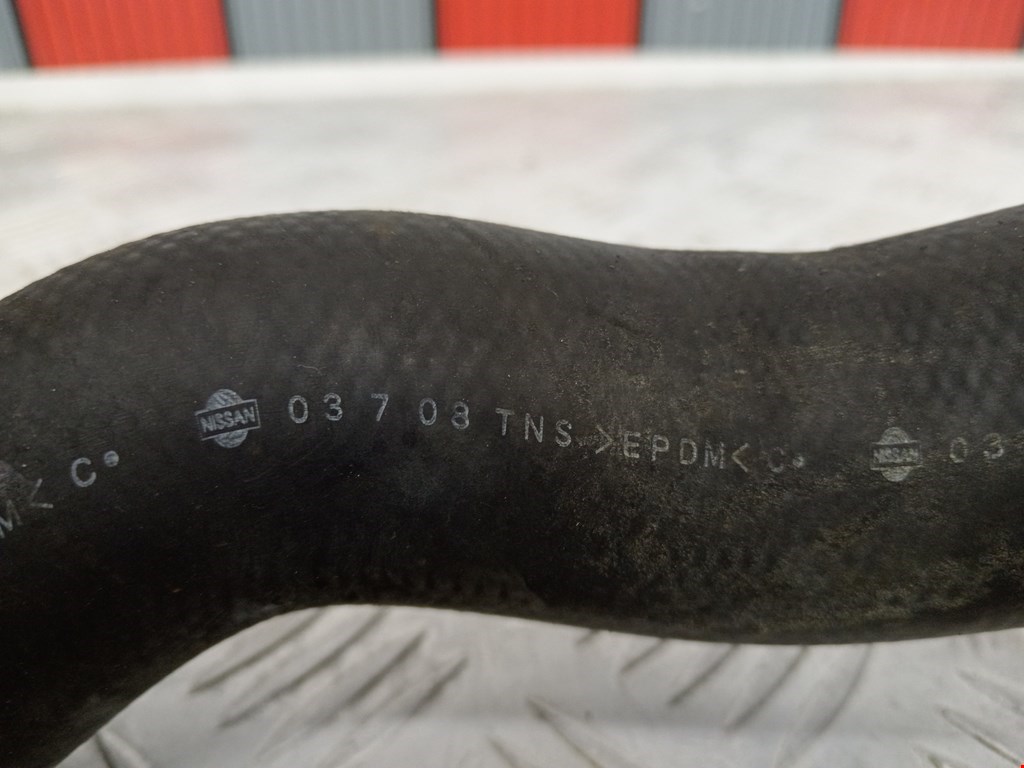 M< C• NISSAN 03 7 08 TNS >EPDM< C• NISSAN 03